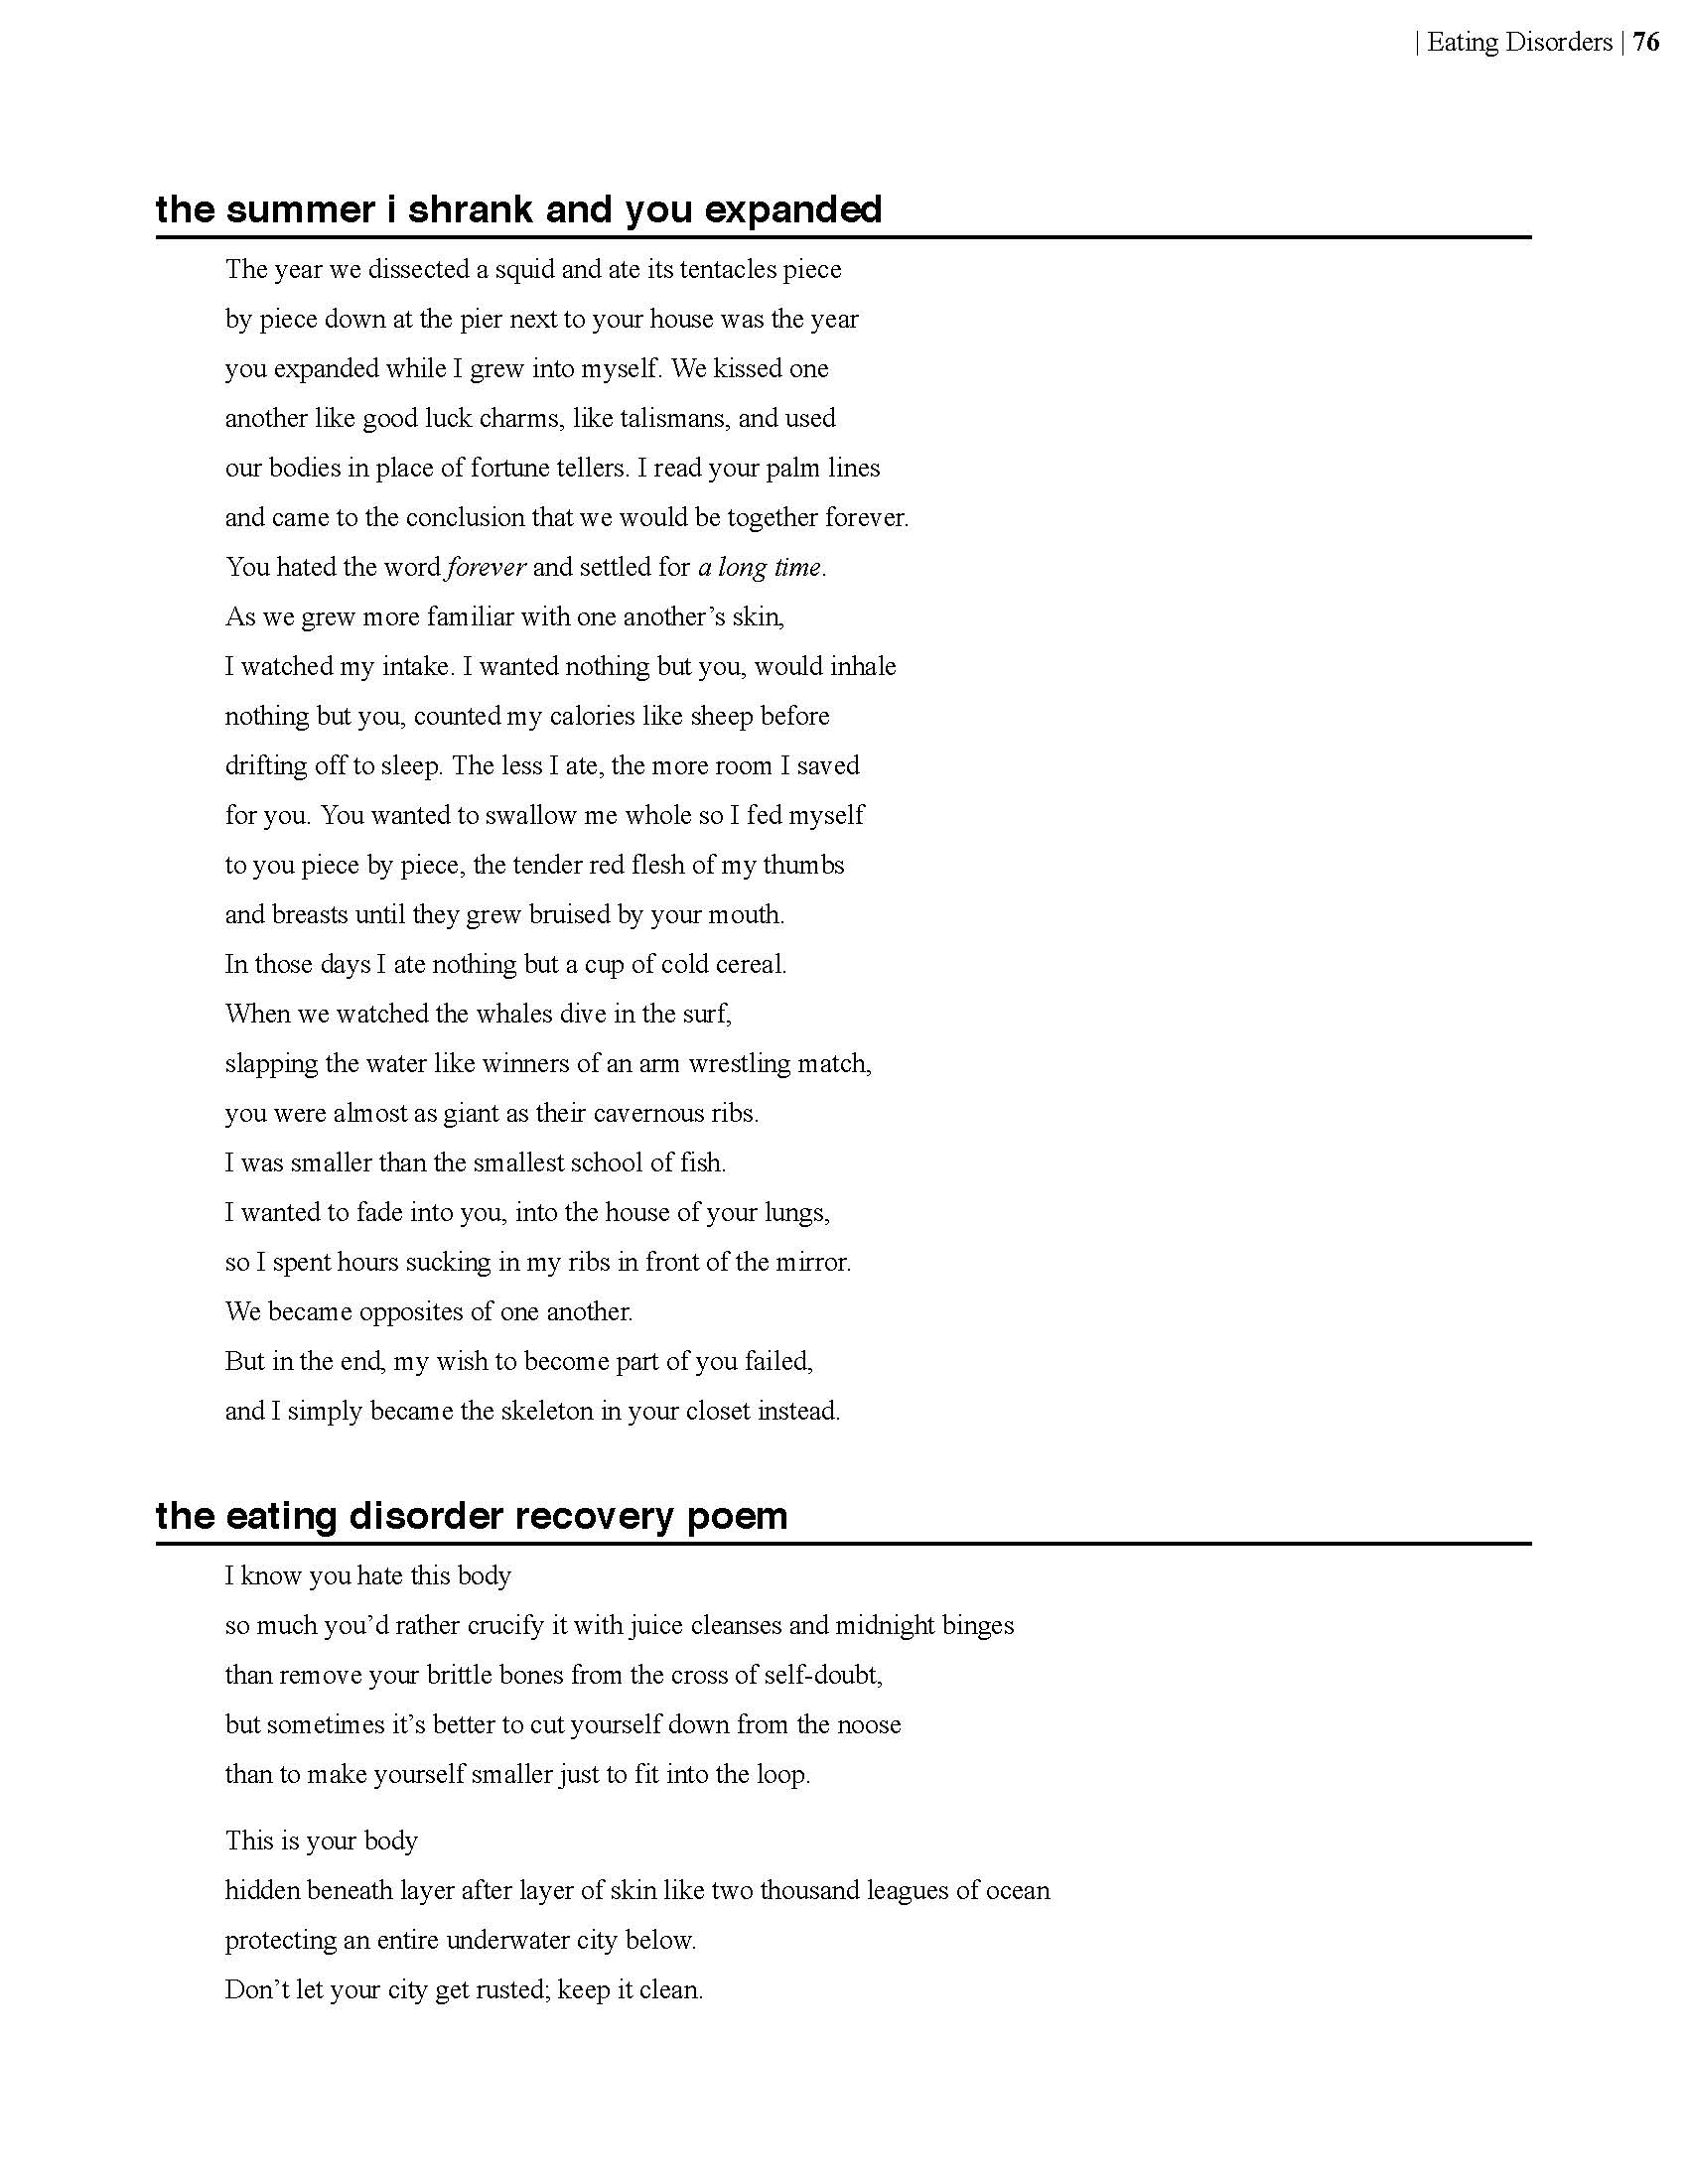 | Eating Disorders | 76
the summer i shrank and you expanded
The year we dissected a squid and ate its tentacles piece
by piece down at the pier next to your house was the year
you expanded while I grew into myself. We kissed one
another like good luck charms, like talismans, and used
our bodies in place of fortune tellers. I read your palm lines
and came to the conclusion that we would be together forever.
You hated the word forever and settled for a long time.
As we grew more familiar with one another’s skin,
I watched my intake. I wanted nothing but you, would inhale
nothing but you, counted my calories like sheep before
drifting off to sleep. The less I ate, the more room I saved
for you. You wanted to swallow me whole so I fed myself
to you piece by piece, the tender red flesh of my thumbs
and breasts until they grew bruised by your mouth.
In those days I ate nothing but a cup of cold cereal.
When we watched the whales dive in the surf,
slapping the water like winners of an arm wrestling match,
you were almost as giant as their cavernous ribs.
I was smaller than the smallest school of fish.
I wanted to fade into you, into the house of your lungs,
so I spent hours sucking in my ribs in front of the mirror.
We became opposites of one another.
But in the end, my wish to become part of you failed,
and I simply became the skeleton in your closet instead.
the eating disorder recovery poem
I know you hate this body
so much you’d rather crucify it with juice cleanses and midnight binges
than remove your brittle bones from the cross of self-doubt,
but sometimes it’s better to cut yourself down from the noose
than to make yourself smaller just to fit into the loop.
This is your body
hidden beneath layer after layer of skin like two thousand leagues of ocean
protecting an entire underwater city below.
Don’t let your city get rusted; keep it clean.